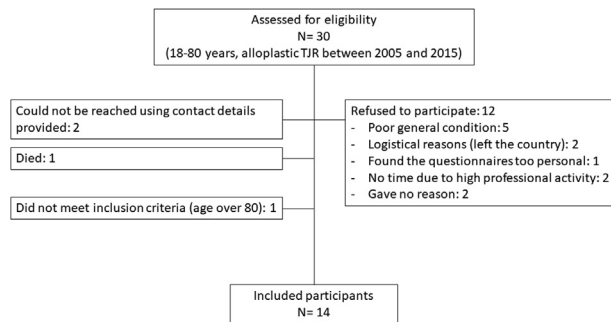 Assessed for eligibility
N= 30
(18-80 years, alloplastic TJR between 2005 and 2015)
Could not be reached using contact details
provided: 2
Died: 1
Did not meet inclusion criteria (age over 80): 1
Refused to participate: 12
- Poor general condition: 5
- Logistical reasons (left the country): 2
- Found the questionnaires too personal: 1
- No time due to high professional activity: 2
- Gave no reason: 2
Included participants
N= 14